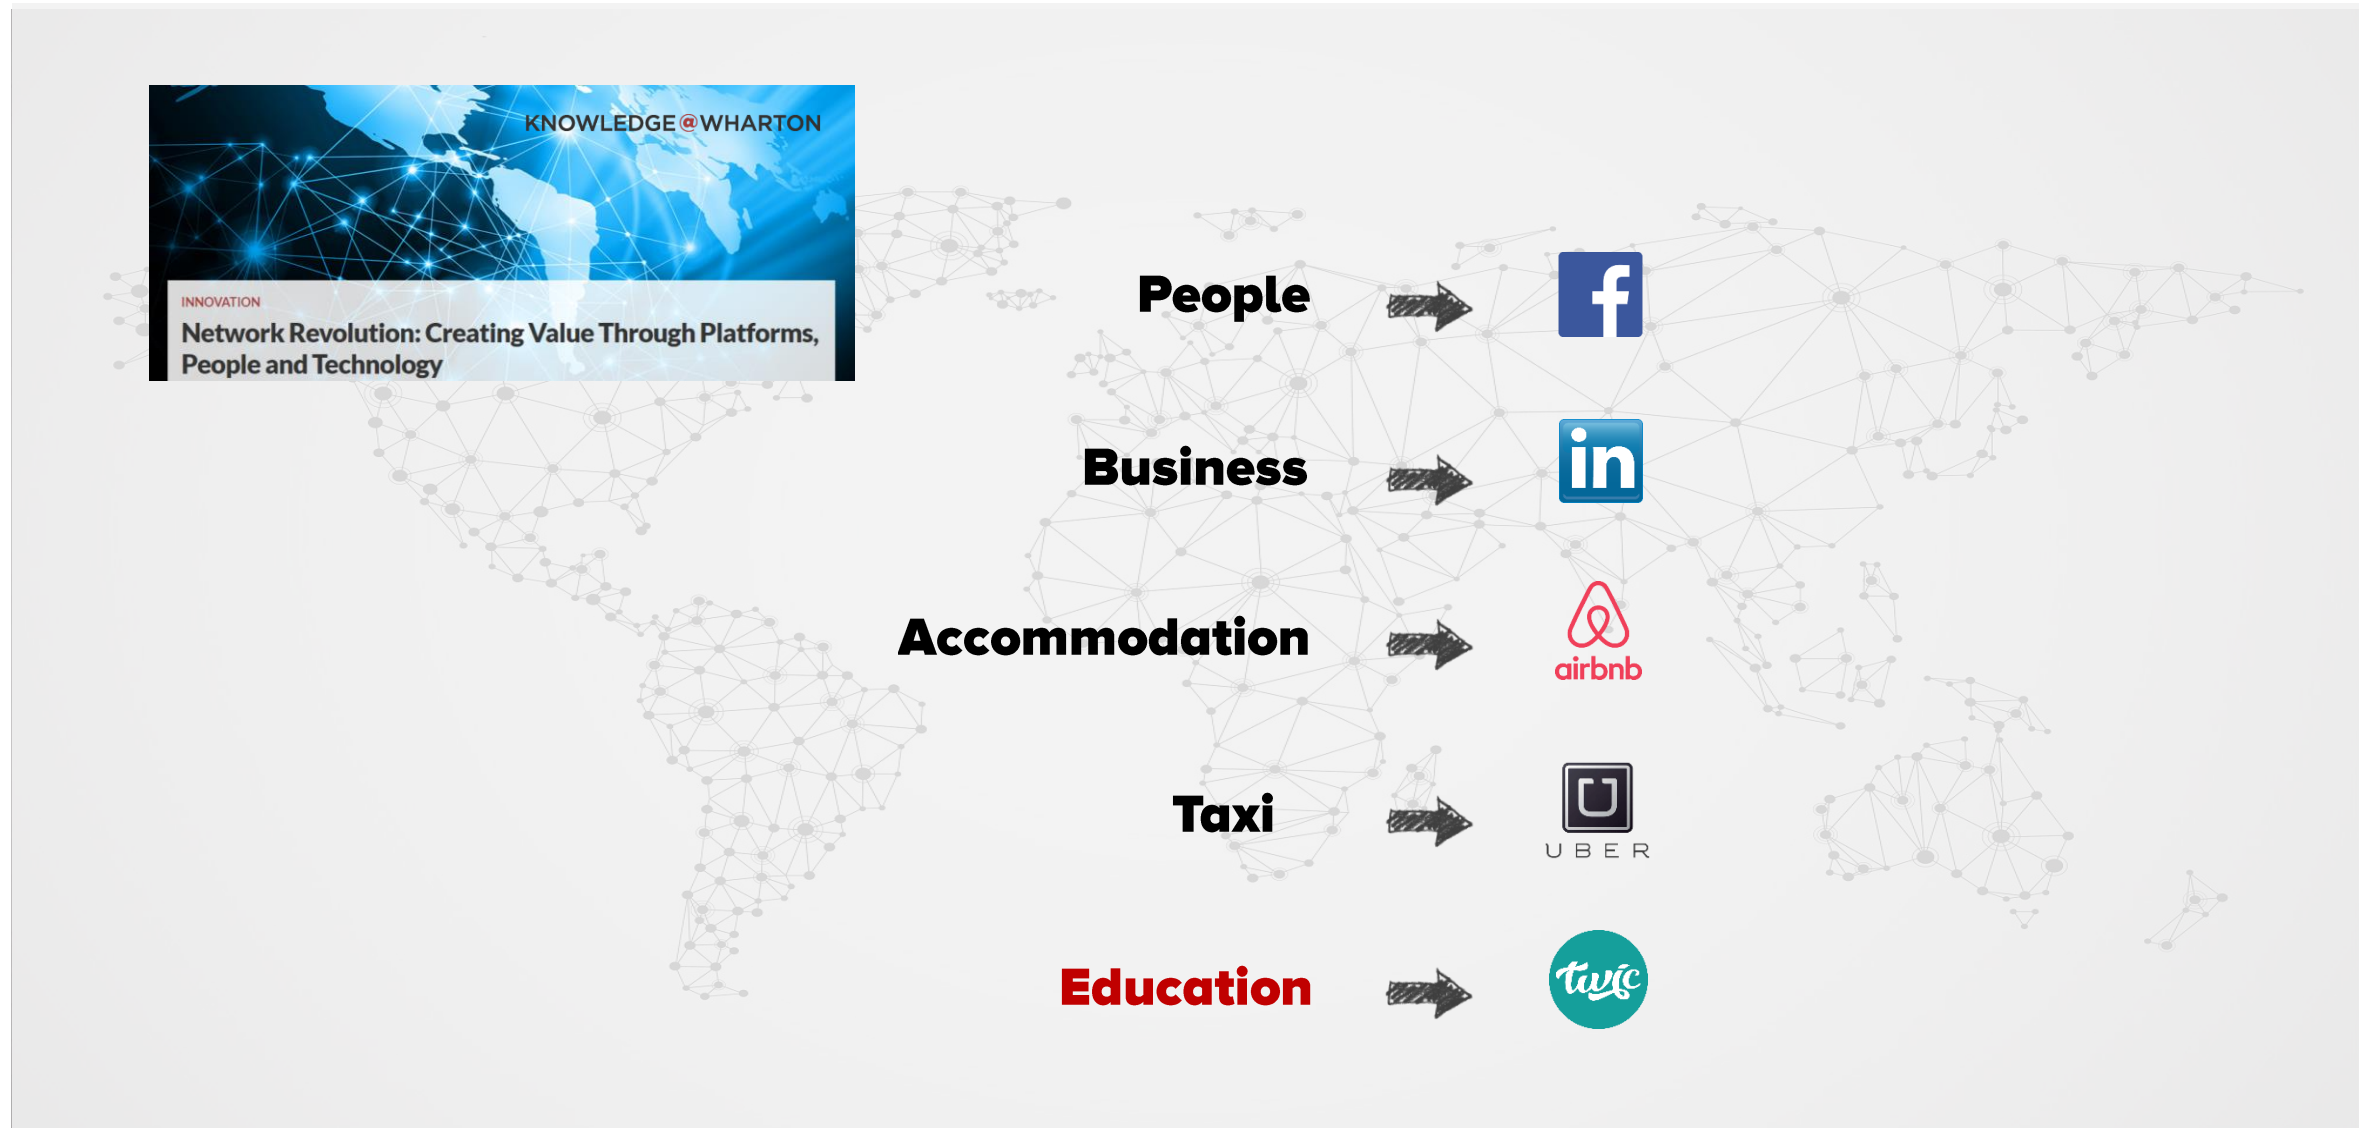 KNOWLEDGE@WHARTON
INNOVATION
Network Revolution: Creating Value Through Platforms,
People and Technology
People
f
Business
in
Accommodation
airbnb
Taxi
UBER
Education
twic